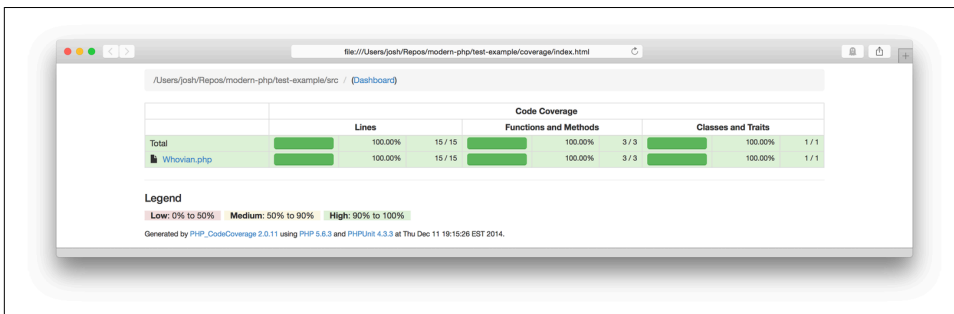 file:///Users/josh/Repos/modern-php/test-example/coverage/index.html
/Users/josh/Repos/modern-php/test-example/src / (Dashboard)
Code Coverage
Lines Functions and Methods Classes and Traits
Total 100.00% 15 / 15 100.00% 3 / 3 100.00% 1 / 1
Whovian.php 100.00% 15 / 15 100.00% 3 / 3 100.00% 1 / 1
Legend
Low: 0% to 50% Medium: 50% to 90% High: 90% to 100%
Generated by PHP_CodeCoverage 2.0.11 using PHP 5.6.3 and PHPUnit 4.3.3 at Thu Dec 11 19:15:26 EST 2014.